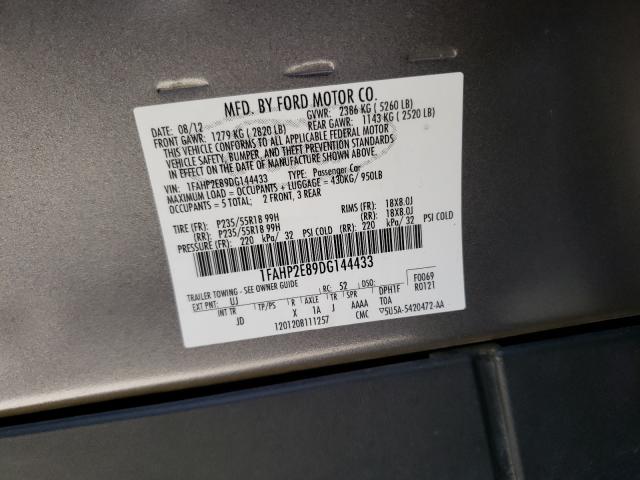 MFD. BY FORD MOTOR CO.
DATE: 08/12 GVWR: 2386 KG ( 5260 LB)
FRONT GAWR: 1279 KG ( 2820 LB) REAR GAWR: 1143 KG ( 2520 LB)
THIS VEHICLE CONFORMS TO ALL APPLICABLE FEDERAL MOTOR
VEHICLE SAFETY, BUMPER, AND THEFT PREVENTION STANDARDS
IN EFFECT ON THE DATE OF MANUFACTURE SHOWN ABOVE.
VIN: 1FAHP2E89DG144433 TYPE: Passenger Car
MAXIMUM LOAD = OCCUPANTS + LUGGAGE = 430KG/ 950LB
OCCUPANTS = 5 TOTAL; 2 FRONT, 3 REAR
TIRE (FR): P235/55R18 99H RIMS (FR): 18X8.0J
(RR): P235/55R18 99H (RR): 18X8.0J
PRESSURE (FR): 220 kPa/ 32 PSI COLD (RR): 220 kPa/ 32 PSI COLD
1FAHP2E89DG144433
TRAILER TOWING - SEE OWNER GUIDE
EXT PNT: UJ RC: 52 DSO: F0069
INT TR TP/PS R AXLE TR SPR DPH1F R0121
JD X 1A J AAAA TOA
1201208111257 CMC 5U5A-5420472-AA